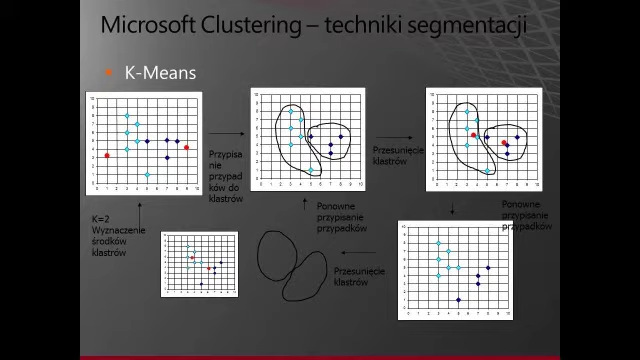 Microsoft Clustering – techniki segmentacji
K-Means
Przypisa
nie
przypad
ków do
klastrów
Przesunięcie
klastrów
K=2
Wyznaczenie
środków
klastrów
Ponowne
przypisanie
przypadków
Ponowne
przypisanie
przypadków
Przesunięcie
klastrów